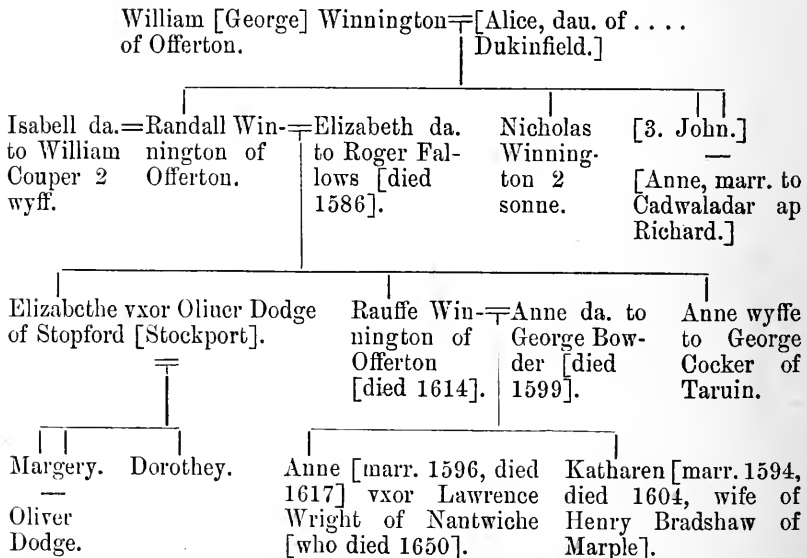 William [George] Winnington=[Alice, dau. of . . . .
of Offerton. Dukinfield.]
Isabell da.=Randall Win-=Elizabeth da. Nicholas [3. John.]
to William nington of to Roger Fal- Winning- —
Couper 2 Offerton. lows [died ton 2 [Anne, marr. to
wyff. 1586]. sonne. Cadwaladar ap
Richard.]
Elizabethe vxor Oliuer Dodge Rauffe Win-=Anne da. to Anne wyffe
of Stopford [Stockport]. nington of George Bow- to George
Offerton der [died Cocker of
[died 1614]. 1599]. Taruin.
Margery. Dorothey. Anne [marr. 1596, died Katharen [marr. 1594,
— 1617] vxor Lawrence died 1604, wife of
Oliver Wright of Nantwiche Henry Bradshaw of
Dodge. [who died 1650]. Marple].